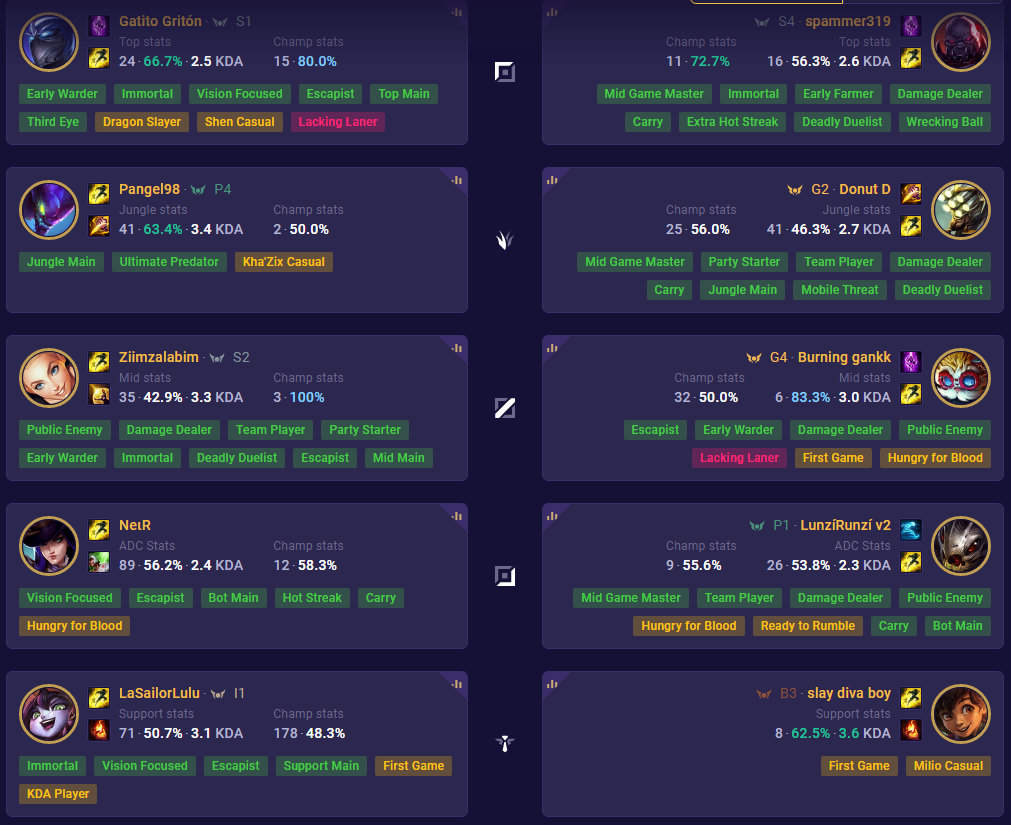 Gatito Gritón · S1
Top stats
Champ stats
24 · 66.7% · 2.5 KDA
15 · 80.0%
Early Warder Immortal Vision Focused Escapist Top Main
Third Eye Dragon Slayer Shen Casual Lacking Laner
S4 · spammer319
Champ stats
Top stats
11 · 72.7%
16 · 56.3% · 2.6 KDA
Mid Game Master Immortal Early Farmer Damage Dealer
Carry Extra Hot Streak Deadly Duelist Wrecking Ball
Pangel98 · P4
Jungle stats
Champ stats
41 · 63.4% · 3.4 KDA
2 · 50.0%
Jungle Main Ultimate Predator Kha'Zix Casual
G2 · Donut D
Champ stats
Jungle stats
25 · 56.0%
41 · 46.3% · 2.7 KDA
Mid Game Master Party Starter Team Player Damage Dealer
Carry Jungle Main Mobile Threat Deadly Duelist
Ziimzalabim · S2
Mid stats
Champ stats
35 · 42.9% · 3.3 KDA
3 · 100%
Public Enemy Damage Dealer Team Player Party Starter
Early Warder Immortal Deadly Duelist Escapist Mid Main
G4 · Burning gankk
Champ stats
Mid stats
32 · 50.0%
6 · 83.3% · 3.0 KDA
Escapist Early Warder Damage Dealer Public Enemy
Lacking Laner First Game Hungry for Blood
NeιR
ADC Stats
Champ stats
89 · 56.2% · 2.4 KDA
12 · 58.3%
Vision Focused Escapist Bot Main Hot Streak Carry
Hungry for Blood
P1 · LunzíRunzí v2
Champ stats
ADC Stats
9 · 55.6%
26 · 53.8% · 2.3 KDA
Mid Game Master Team Player Damage Dealer Public Enemy
Hungry for Blood Ready to Rumble Carry Bot Main
LaSailorLulu · I1
Support stats
Champ stats
71 · 50.7% · 3.1 KDA
178 · 48.3%
Immortal Vision Focused Escapist Support Main First Game
KDA Player
B3 · slay diva boy
Support stats
8 · 62.5% · 3.6 KDA
First Game Milio Casual